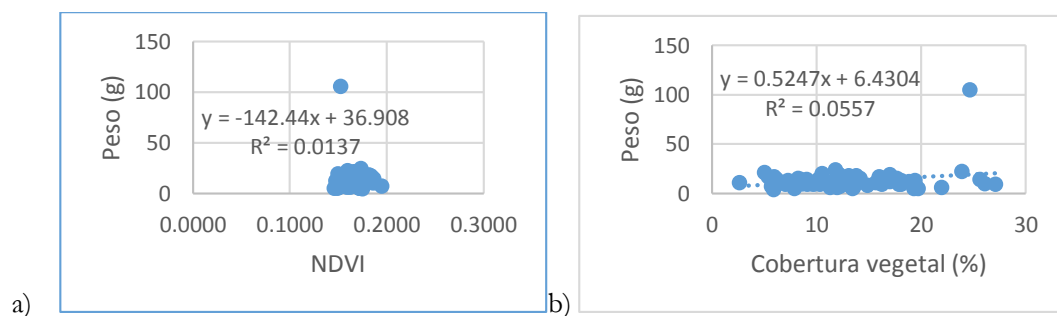 150
100
50
0
Peso (g)
y = -142.44x + 36.908
R² = 0.0137
0.0000 0.1000 0.2000 0.3000
NDVI
a)
150
100
50
0
Peso (g)
y = 0.5247x + 6.4304
R² = 0.0557
0 10 20 30
Cobertura vegetal (%)
b)